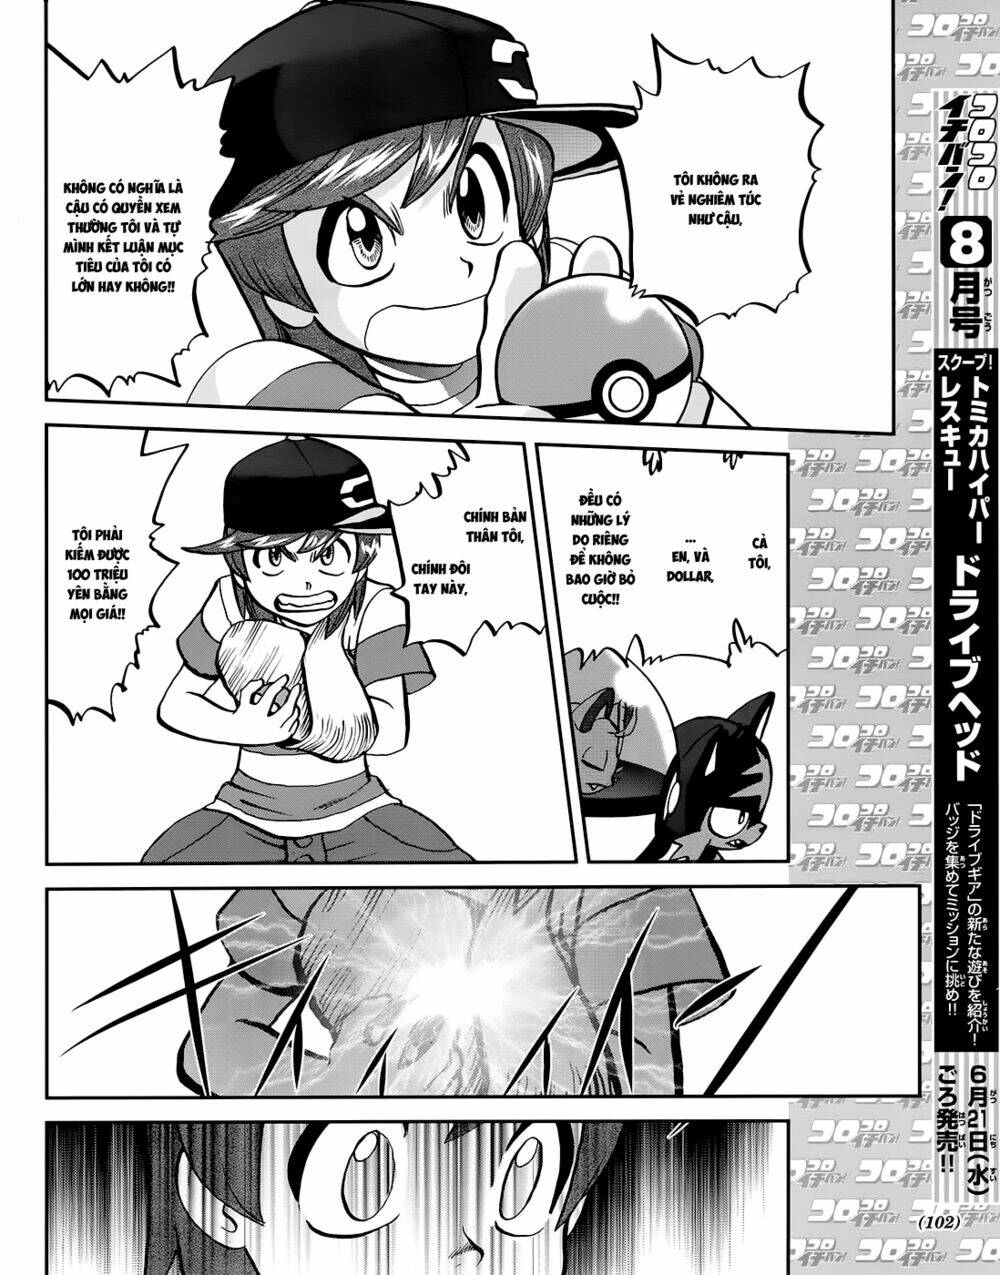 TÔI KHÔNG RA
VẺ NGHIÊM TÚC
NHƯ CẬU,
KHÔNG CÓ NGHĨA LÀ
CẬU CÓ QUYỀN XEM
THƯỜNG TÔI VÀ TỰ
MÌNH KẾT LUẬN MỤC
TIÊU CỦA TÔI CÓ
LỚN HAY KHÔNG!!
CẢ
TÔI,
...
EN, VÀ
DOLLAR,
ĐỀU CÓ
NHỮNG LÝ
DO RIÊNG
ĐỂ KHÔNG
BAO GIỜ BỎ
CUỘC!!
CHÍNH BẢN
THÂN TÔI,
CHÍNH ĐÔI
TAY NÀY,
TÔI PHẢI
KIẾM ĐƯỢC
100 TRIỆU
YÊN BẰNG
MỌI GIÁ!!
コロコロ
イチバン!
8月号
スクープ!
トミカハイパー
レスキュー
ドライブヘッド
「ドライブギア」の新たな遊びを紹介!
バッジを集めてミッションに挑め!!
6月21日(水)
ごろ発売!!
(102)